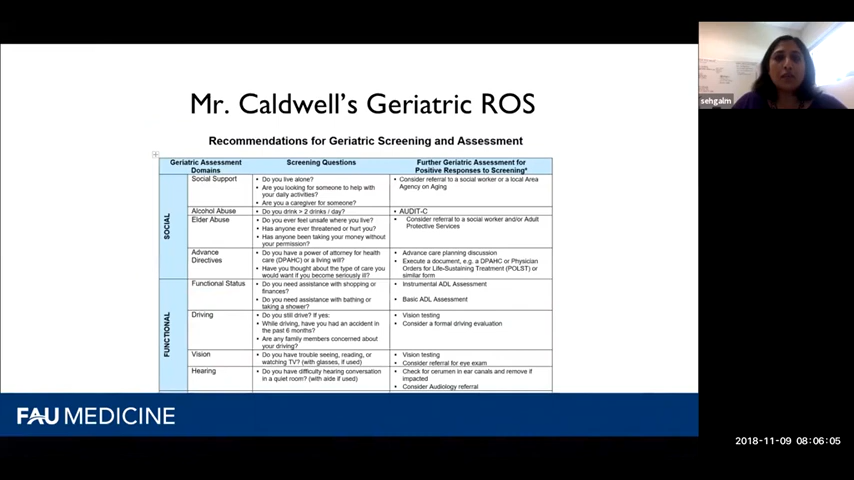 sehgalm
Mr. Caldwell's Geriatric ROS
Recommendations for Geriatric Screening and Assessment
Geriatric Assessment Domains
Screening Questions
Further Geriatric Assessment for Positive Responses to Screeningᵃ
SOCIAL
Social Support
• Do you live alone?
• Are you looking for someone to help with
your daily activities?
• Are you a caregiver for someone?
• Consider referral to a social worker or a local Area
Agency on Aging
Alcohol Abuse
• Do you drink > 2 drinks / day?
• AUDIT-C
Elder Abuse
• Do you ever feel unsafe where you live?
• Has anyone ever threatened or hurt you?
• Has anyone been taking your money without
your permission?
• Consider referral to a social worker and/or Adult
Protective Services
Advance
Directives
• Do you have a power of attorney for health
care (DPAHC) or a living will?
• Have you thought about the type of care you
would want if you become seriously ill?
• Advance care planning discussion
• Execute a document, e.g. a DPAHC or Physician
Orders for Life-Sustaining Treatment (POLST) or
similar form
FUNCTIONAL
Functional Status
• Do you need assistance with shopping or
finances?
• Do you need assistance with bathing or
taking a shower?
• Instrumental ADL Assessment
• Basic ADL Assessment
Driving
• Do you still drive? If yes:
• While driving, have you had an accident in
the past 6 months?
• Are any family members concerned about
your driving?
• Vision testing
• Consider a formal driving evaluation
Vision
• Do you have trouble seeing, reading, or
watching TV? (with glasses, if used)
• Vision testing
• Consider referral for eye exam
Hearing
• Do you have difficulty hearing conversation
in a quiet room? (with aide if used)
• Check for cerumen in ear canals and remove if
impacted
• Consider Audiology referral
FAU MEDICINE
2018-11-09 08:06:05